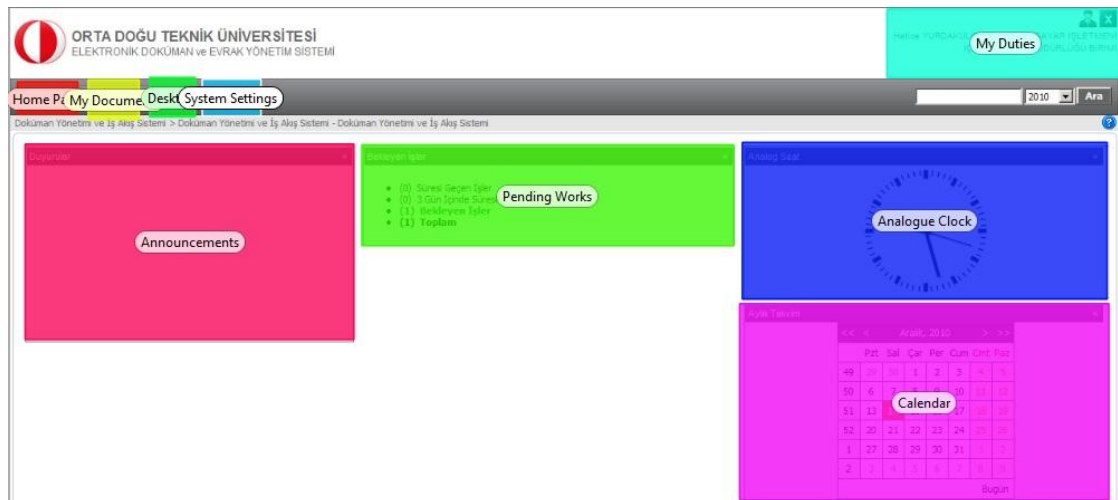 ORTA DOĞU TEKNİK ÜNİVERSİTESİ
ELEKTRONİK DOKÜMAN ve EVRAK YÖNETİM SİSTEMİ
My Duties
Home Pa
My Docume
Deskt
System Settings
2010
Ara
Doküman Yönetimi ve İş Akış Sistemi > Doküman Yönetimi ve İş Akış Sistemi - Doküman Yönetimi ve İş Akış Sistemi
Duyurular
Announcements
Bekleyen İşler
(0) Süresi Geçen İşler
(0) 3 Gün İçinde Süres
(1) Bekleyen İşler
(1) Toplam
Pending Works
Analog Saat
Analogue Clock
Aylık Takvim
<< < Aralık, 2010 > >>
Pzt Sal Çar Per Cum Cmt Paz
49 29 30 1 2 3 4 5
50 6 7 8 9 10 11 12
51 13 17 18 19
52 20 21 22 23 24 25 26
1 27 28 29 30 31 1 2
2 3 4 5 6 7 8 9
Calendar
Bugün